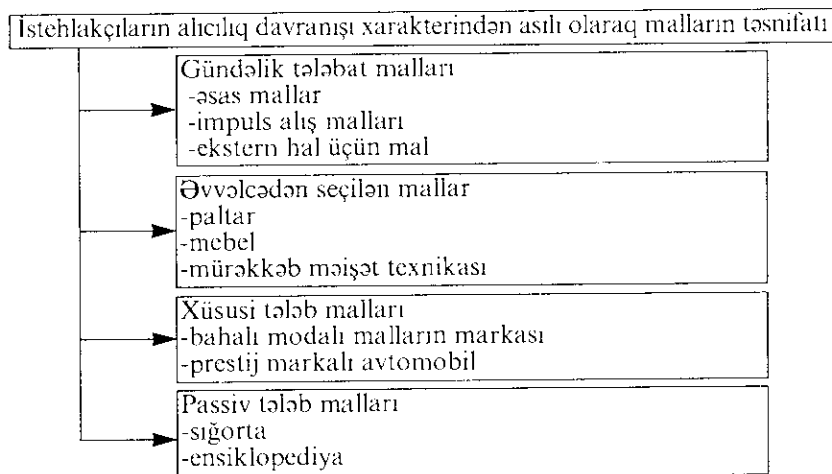 İstehlakçıların alıcılıq davranışı xarakterindən asılı olaraq malların təsnifatı
Gündəlik tələbat malları
-əsas mallar
-impuls alış malları
-ekstern hal üçün mal
Əvvəlcədən seçilən mallar
-paltar
-mebel
-mürəkkəb məişət texnikası
Xüsusi tələb malları
-bahalı modalı malların markası
-prestij markalı avtomobil
Passiv tələb malları
-sığorta
-ensiklopediya